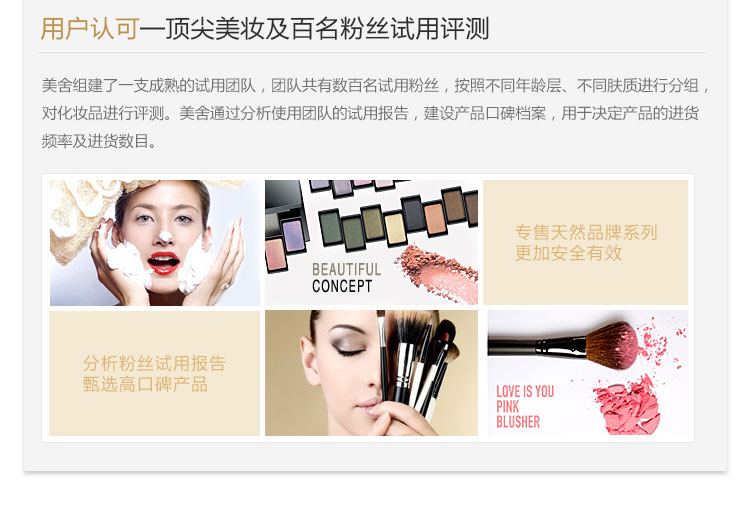 用户认可—顶尖美妆及百名粉丝试用评测
美舍组建了一支成熟的试用团队，团队共有数百名试用粉丝，按照不同年龄层、不同肤质进行分组，
对化妆品进行评测。美舍通过分析使用团队的试用报告，建设产品口碑档案，用于决定产品的进货
频率及进货数目。
BEAUTIFUL
CONCEPT
专售天然品牌系列
更加安全有效
分析粉丝试用报告
甄选高口碑产品
LOVE IS YOU
PINK
BLUSHER